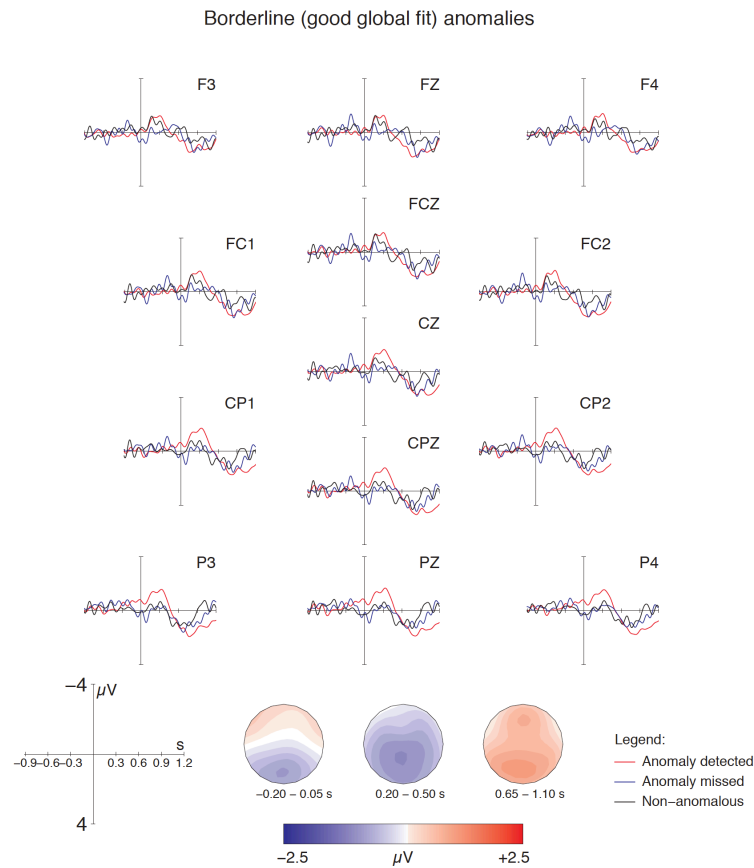 Borderline (good global fit) anomalies
F3
FZ
F4
FCZ
FC1
FC2
CZ
CP1
CP2
CPZ
P3
PZ
P4
−4
µV
s
−0.9−0.6−0.3 0.3 0.6 0.9 1.2
4
−0.20 – 0.05 s
0.20 – 0.50 s
0.65 – 1.10 s
Legend:
Anomaly detected
Anomaly missed
Non−anomalous
−2.5 µV +2.5